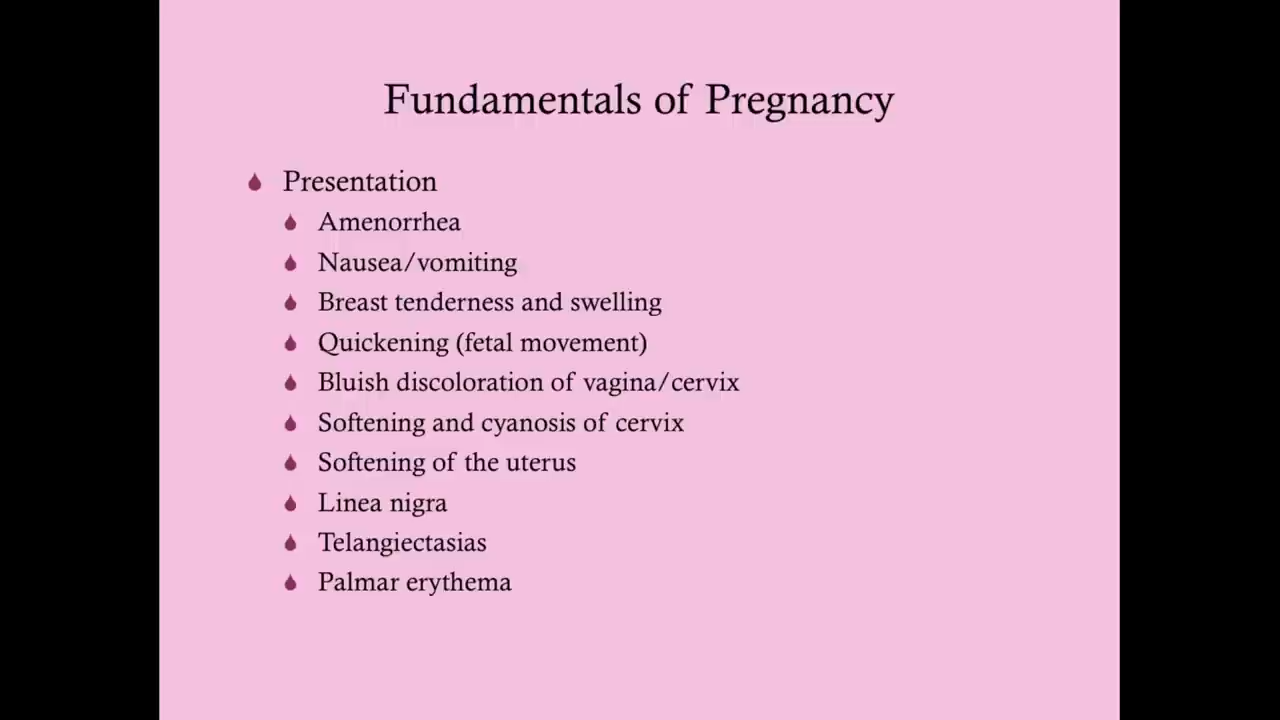 Fundamentals of Pregnancy
Presentation
Amenorrhea
Nausea/vomiting
Breast tenderness and swelling
Quickening (fetal movement)
Bluish discoloration of vagina/cervix
Softening and cyanosis of cervix
Softening of the uterus
Linea nigra
Telangiectasias
Palmar erythema